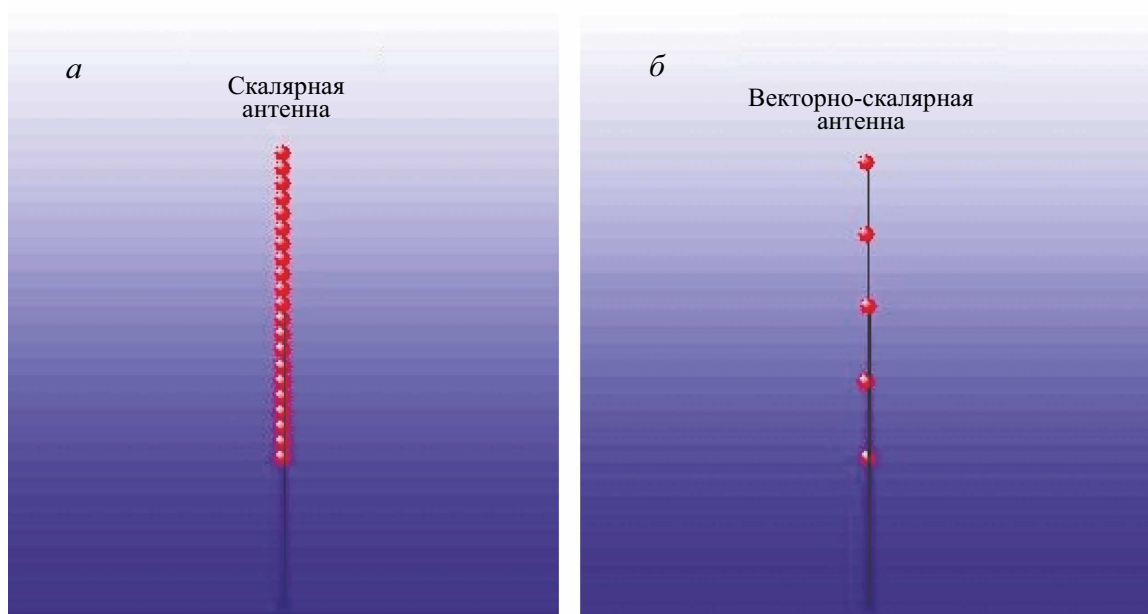 а
Скалярная
антенна
б
Векторно-скалярная
антенна